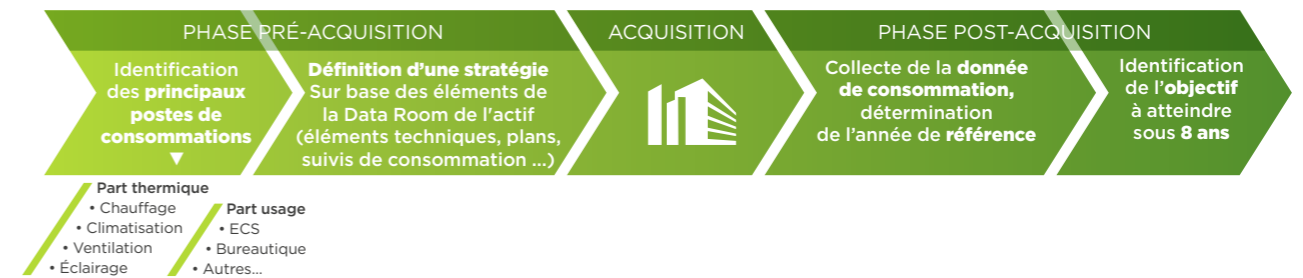 PHASE PRÉ-ACQUISITION
Identification
des principaux
postes de
consommations
▼
Définition d’une stratégie
Sur base des éléments de
la Data Room de l'actif
(éléments techniques, plans,
suivis de consommation ...)
ACQUISITION
PHASE POST-ACQUISITION
Collecte de la donnée
de consommation,
détermination
de l’année de référence
Identification
de l’objectif
à atteindre
sous 8 ans
Part thermique
• Chauffage
• Climatisation
• Ventilation
• Éclairage
Part usage
• ECS
• Bureautique
• Autres...